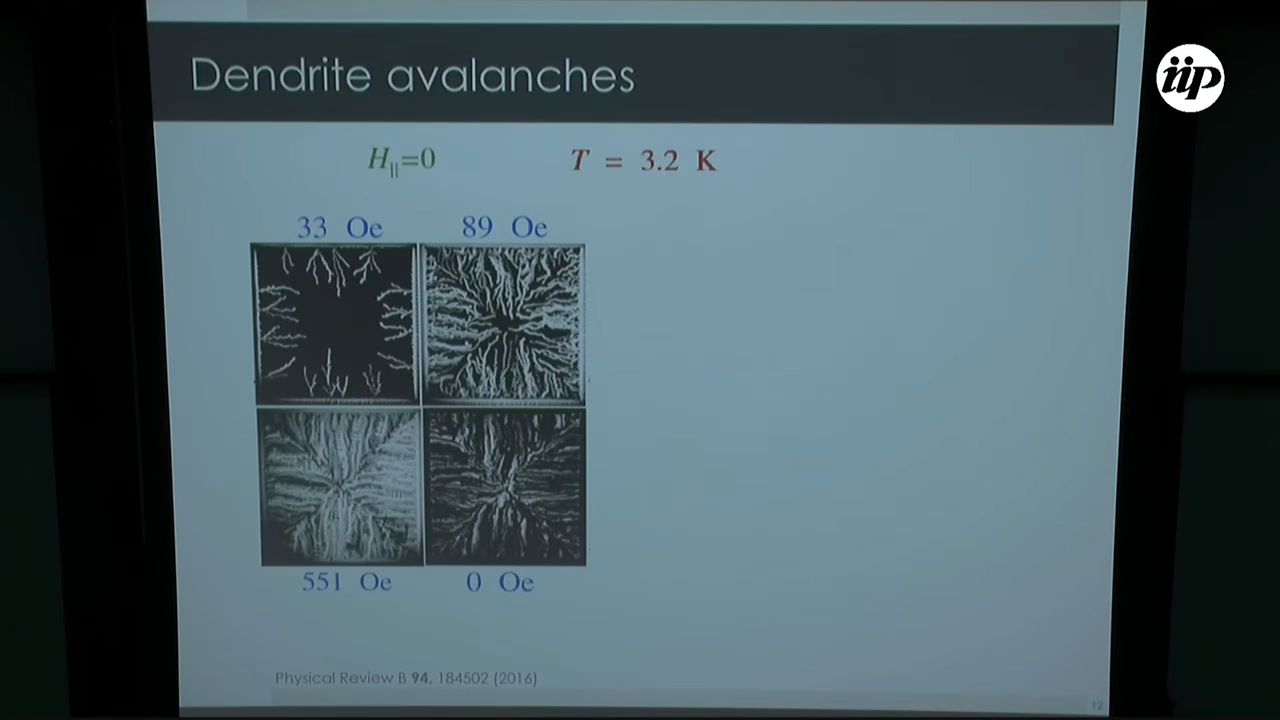 iip
Dendrite avalanches
H||=0
T = 3.2 K
33 Oe
89 Oe
551 Oe
0 Oe
Physical Review B 94, 184502 (2016)
12